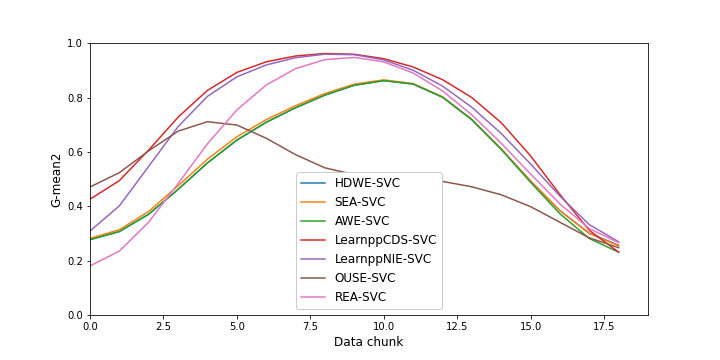 G-mean2
1.0
0.8
0.6
0.4
0.2
0.0
HDWE-SVC
SEA-SVC
AWE-SVC
LearnppCDS-SVC
LearnppNIE-SVC
OUSE-SVC
REA-SVC
0.0 2.5 5.0 7.5 10.0 12.5 15.0 17.5
Data chunk